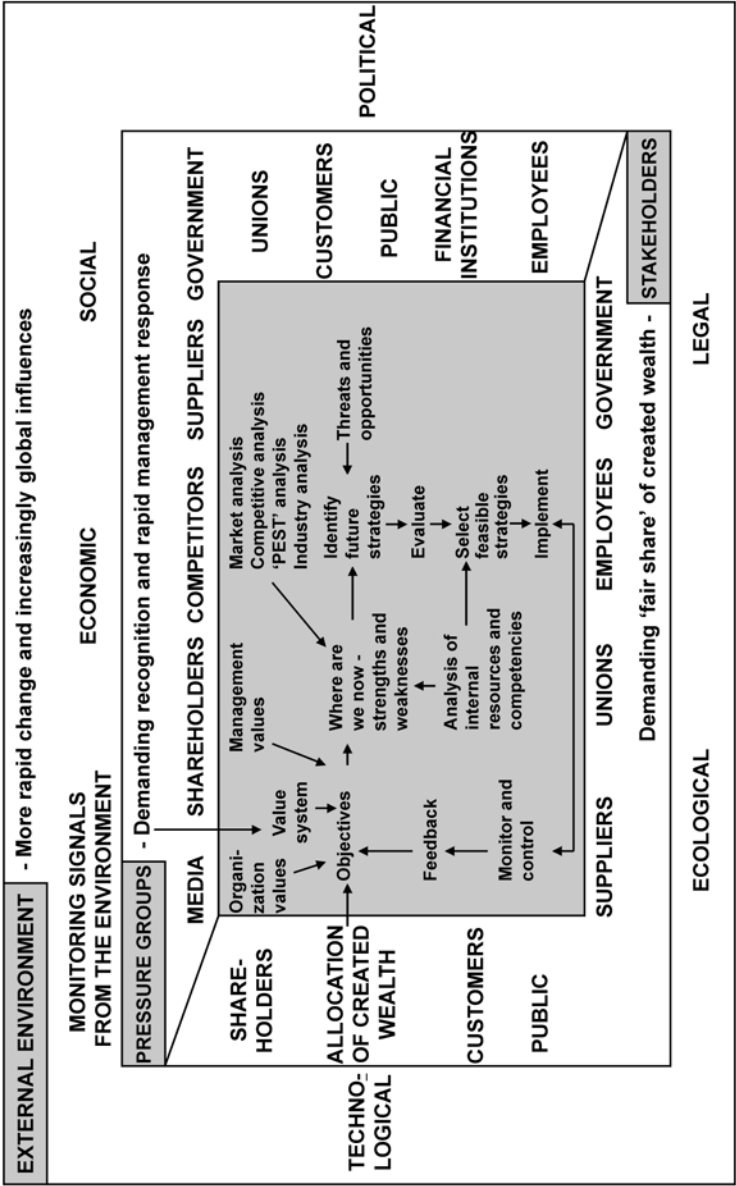 EXTERNAL ENVIRONMENT
- More rapid change and increasingly global influences
MONITORING SIGNALS
FROM THE ENVIRONMENT
ECONOMIC
SOCIAL
PRESSURE GROUPS
- Demanding recognition and rapid management response
MEDIA
SHAREHOLDERS
COMPETITORS
SUPPLIERS
GOVERNMENT
TECHNO-
LOGICAL
SHARE-
HOLDERS
ALLOCATION
OF CREATED
WEALTH
CUSTOMERS
PUBLIC
Organi-
zation
values
Value
system
Management
values
Market analysis
Competitive analysis
‘PEST’ analysis
Industry analysis
Objectives
Where are
we now -
strengths and
weaknesses
Identify
future
strategies
Threats and
opportunities
Feedback
Evaluate
Monitor and
control
Analysis of
internal
resources and
competencies
Select
feasible
strategies
Implement
UNIONS
CUSTOMERS
PUBLIC
FINANCIAL
INSTITUTIONS
EMPLOYEES
POLITICAL
SUPPLIERS
UNIONS
EMPLOYEES
GOVERNMENT
Demanding ‘fair share’ of created wealth -
STAKEHOLDERS
ECOLOGICAL
LEGAL